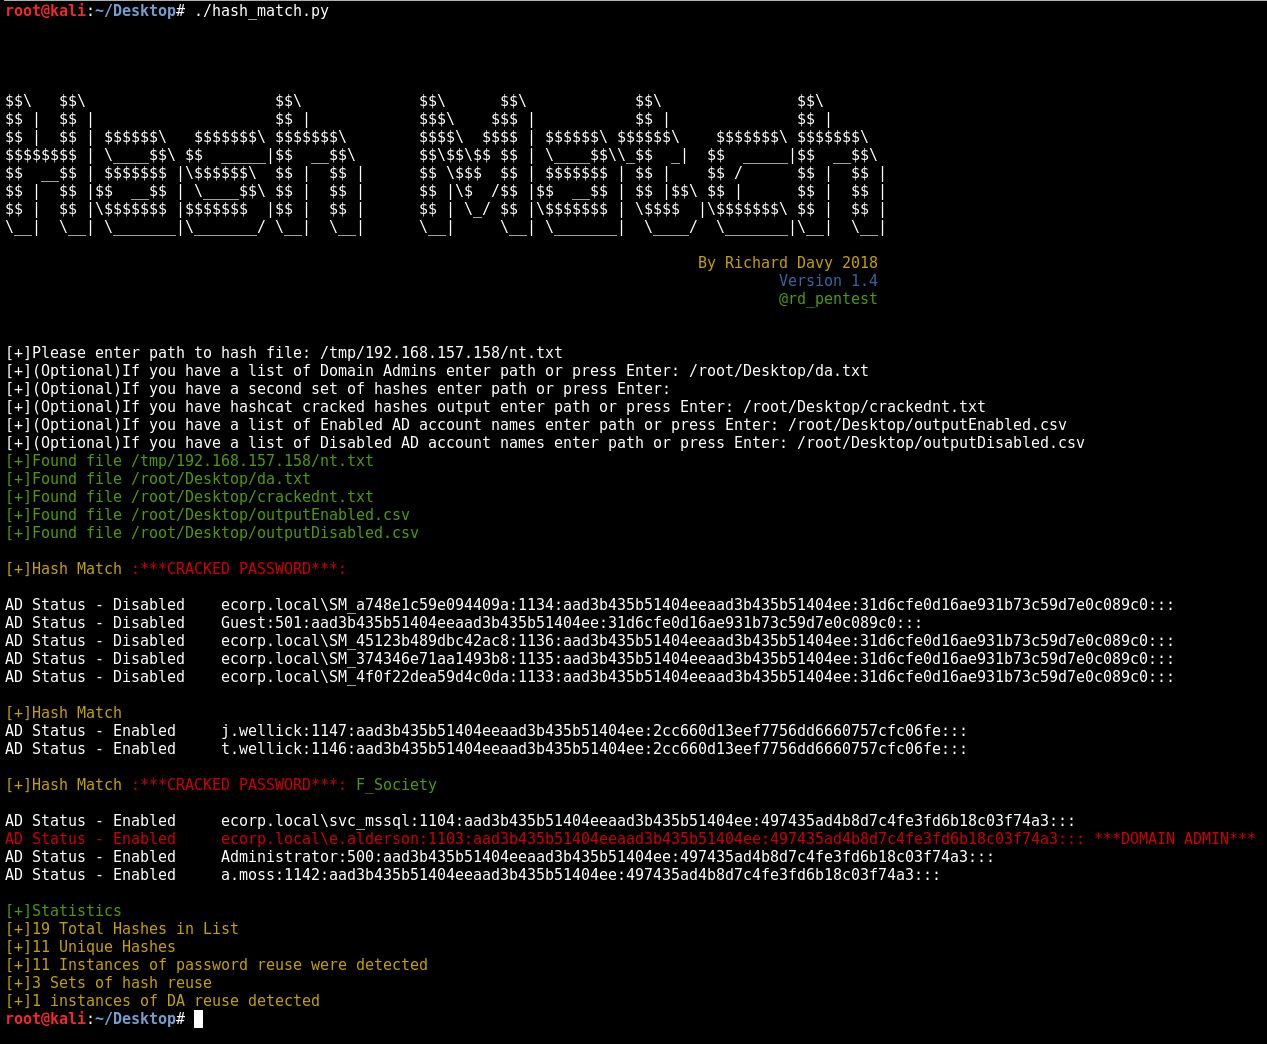 root@kali:~/Desktop# ./hash_match.py
$$\   $$\                     $$\             $$\      $$\            $$\               $$\
$$ |  $$ |                    $$ |            $$$\    $$$ |           $$ |              $$ |
$$ |  $$ | $$$$$$\   $$$$$$$\ $$$$$$$\        $$$$\  $$$$ | $$$$$$\ $$$$$$\    $$$$$$$\ $$$$$$$\
$$$$$$$$ | \____$$\ $$  _____|$$  __$$\       $$\$$\$$ $$ | \____$$\\_$$  _|  $$  _____|$$  __$$\
$$  __$$ | $$$$$$$ |\$$$$$$\  $$ |  $$ |      $$ \$$$  $$ | $$$$$$$ | $$ |    $$ /      $$ |  $$ |
$$ |  $$ |$$  __$$ | \____$$\ $$ |  $$ |      $$ |\$  /$$ |$$  __$$ | $$ |$$\ $$ |      $$ |  $$ |
$$ |  $$ |\$$$$$$$ |$$$$$$$  |$$ |  $$ |      $$ | \_/ $$ |\$$$$$$$ | \$$$$  |\$$$$$$$\ $$ |  $$ |
\__|  \__| \_______|\_______/ \__|  \__|      \__|     \__| \_______|  \____/  \_______|\__|  \__|
By Richard Davy 2018
Version 1.4
@rd_pentest
[+]Please enter path to hash file: /tmp/192.168.157.158/nt.txt
[+](Optional)If you have a list of Domain Admins enter path or press Enter: /root/Desktop/da.txt
[+](Optional)If you have a second set of hashes enter path or press Enter:
[+](Optional)If you have hashcat cracked hashes output enter path or press Enter: /root/Desktop/crackednt.txt
[+](Optional)If you have a list of Enabled AD account names enter path or press Enter: /root/Desktop/outputEnabled.csv
[+](Optional)If you have a list of Disabled AD account names enter path or press Enter: /root/Desktop/outputDisabled.csv
[+]Found file /tmp/192.168.157.158/nt.txt
[+]Found file /root/Desktop/da.txt
[+]Found file /root/Desktop/crackednt.txt
[+]Found file /root/Desktop/outputEnabled.csv
[+]Found file /root/Desktop/outputDisabled.csv
[+]Hash Match :***CRACKED PASSWORD***:
AD Status - Disabled    ecorp.local\SM_a748e1c59e094409a:1134:aad3b435b51404eeaad3b435b51404ee:31d6cfe0d16ae931b73c59d7e0c089c0:::
AD Status - Disabled    Guest:501:aad3b435b51404eeaad3b435b51404ee:31d6cfe0d16ae931b73c59d7e0c089c0:::
AD Status - Disabled    ecorp.local\SM_45123b489dbc42ac8:1136:aad3b435b51404eeaad3b435b51404ee:31d6cfe0d16ae931b73c59d7e0c089c0:::
AD Status - Disabled    ecorp.local\SM_374346e71aa1493b8:1135:aad3b435b51404eeaad3b435b51404ee:31d6cfe0d16ae931b73c59d7e0c089c0:::
AD Status - Disabled    ecorp.local\SM_4f0f22dea59d4c0da:1133:aad3b435b51404eeaad3b435b51404ee:31d6cfe0d16ae931b73c59d7e0c089c0:::
[+]Hash Match
AD Status - Enabled     j.wellick:1147:aad3b435b51404eeaad3b435b51404ee:2cc660d13eef7756dd6660757cfc06fe:::
AD Status - Enabled     t.wellick:1146:aad3b435b51404eeaad3b435b51404ee:2cc660d13eef7756dd6660757cfc06fe:::
[+]Hash Match :***CRACKED PASSWORD***: F_Society
AD Status - Enabled     ecorp.local\svc_mssql:1104:aad3b435b51404eeaad3b435b51404ee:497435ad4b8d7c4fe3fd6b18c03f74a3:::
AD Status - Enabled     ecorp.local\e.alderson:1103:aad3b435b51404eeaad3b435b51404ee:497435ad4b8d7c4fe3fd6b18c03f74a3::: ***DOMAIN ADMIN***
AD Status - Enabled     Administrator:500:aad3b435b51404eeaad3b435b51404ee:497435ad4b8d7c4fe3fd6b18c03f74a3:::
AD Status - Enabled     a.moss:1142:aad3b435b51404eeaad3b435b51404ee:497435ad4b8d7c4fe3fd6b18c03f74a3:::
[+]Statistics
[+]19 Total Hashes in List
[+]11 Unique Hashes
[+]11 Instances of password reuse were detected
[+]3 Sets of hash reuse
[+]1 instances of DA reuse detected
root@kali:~/Desktop#